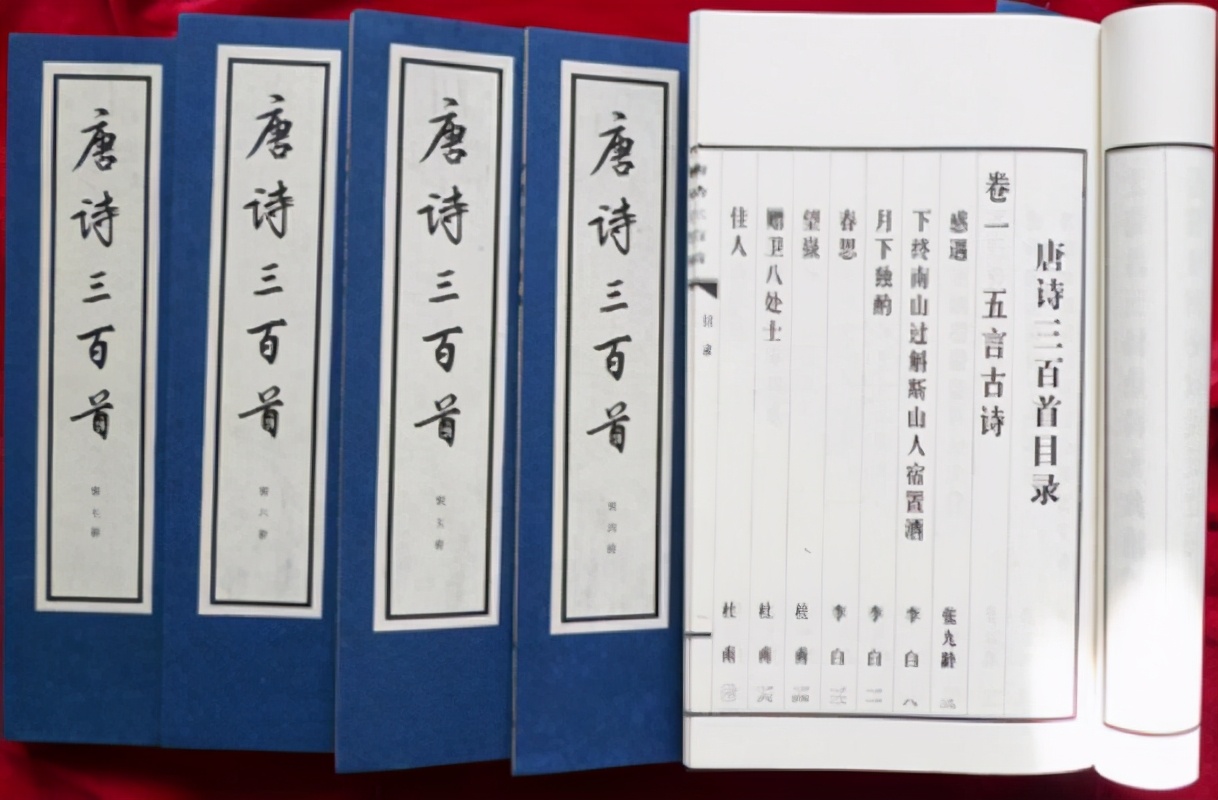 唐诗三百首
唐诗三百首
唐诗三百首
唐诗三百首
唐诗三百首目录
卷一 五言古诗
感遇 张九龄
下终南山过斛斯山人宿置酒 李白
月下独酌 李白
春思 李白
望岳 杜甫
赠卫八处士 杜甫
佳人 杜甫